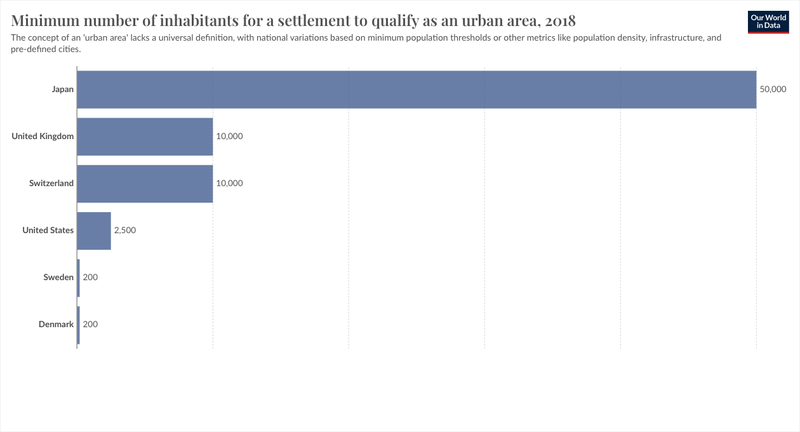 Minimum number of inhabitants for a settlement to qualify as an urban area, 2018
Our World
in Data
The concept of an 'urban area' lacks a universal definition, with national variations based on minimum population thresholds or other metrics like population density, infrastructure, and
pre-defined cities.
Japan 50,000
United Kingdom 10,000
Switzerland 10,000
United States 2,500
Sweden 200
Denmark 200